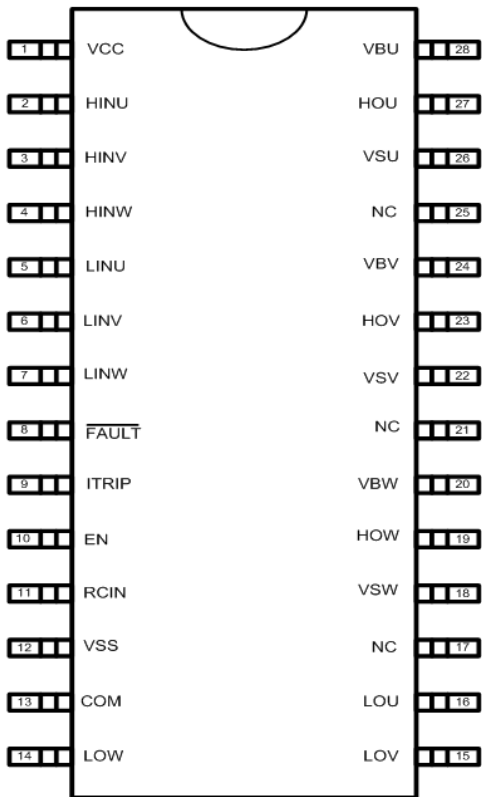 1 VCC VBU 28
2 HINU HOU 27
3 HINV VSU 26
4 HINW NC 25
5 LINU VBV 24
6 LINV HOV 23
7 LINW VSV 22
8 FAULT NC 21
9 ITRIP VBW 20
10 EN HOW 19
11 RCIN VSW 18
12 VSS NC 17
13 COM LOU 16
14 LOW LOV 15